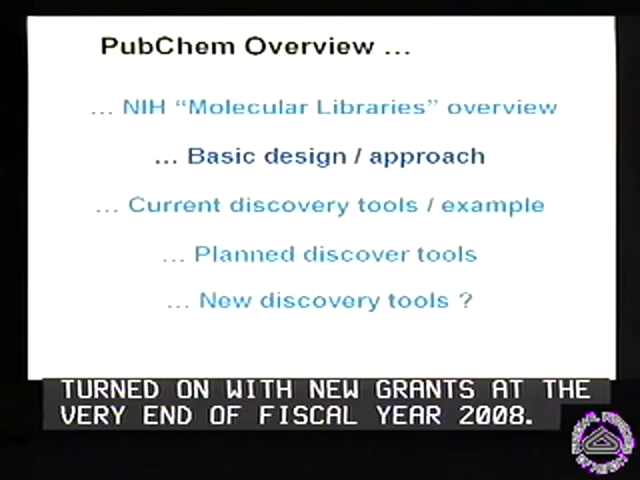 PubChem Overview ...
... NIH “Molecular Libraries” overview
... Basic design / approach
... Current discovery tools / example
... Planned discover tools
... New discovery tools ?
TURNED ON WITH NEW GRANTS AT THE
VERY END OF FISCAL YEAR 2008.